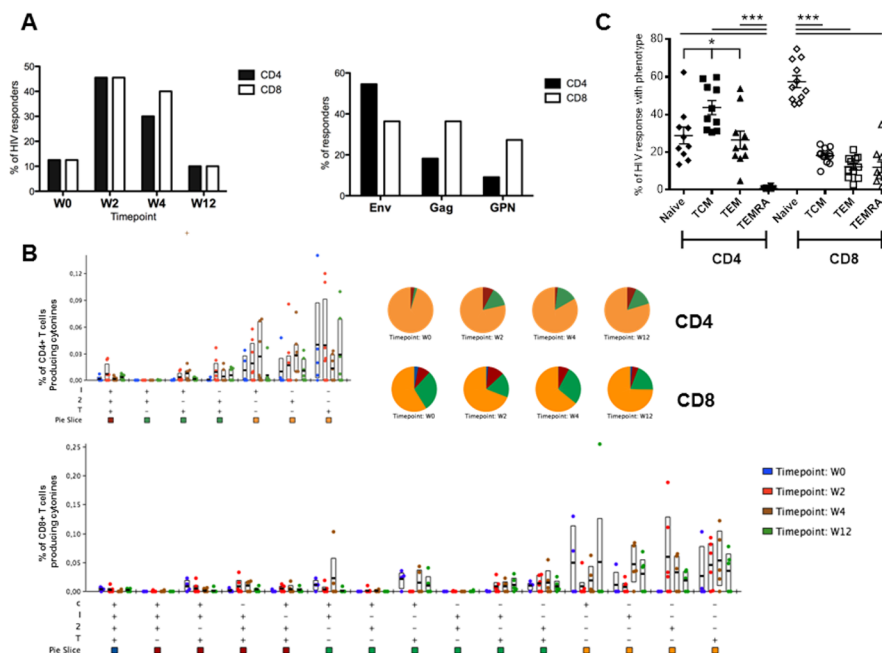 A
% of HIV responders
50
40
30
20
10
0
W0 W2 W4 W12
Timepoint
CD4
CD8
% of responders
60
40
20
0
Env Gag GPN
CD4
CD8
C
% of HIV response with phenotype
80
60
40
20
0
*
***
***
Naive TCM TEM TEMRA Naive TCM TEM TEMRA
CD4 CD8
B
% of CD4+ T cells
Producing cytonines
0,12
0,09
0,06
0,03
0,00
I + + + - + - -
2 + + - + - + -
T + - + + - - +
Pie Slice
Timepoint: W0 Timepoint: W2 Timepoint: W4 Timepoint: W12
CD4
Timepoint: W0 Timepoint: W2 Timepoint: W4 Timepoint: W12
CD8
% of CD8+ T cells
producing cytonines
0,25
0,20
0,15
0,10
0,05
0,00
c + + + + - + + + - - - + - - -
I + + + - + + - - + + - - + - -
2 + + - + + - + - + - + - - + -
T + - + + + - - + - + + - - - +
Pie Slice
Timepoint: W0
Timepoint: W2
Timepoint: W4
Timepoint: W12